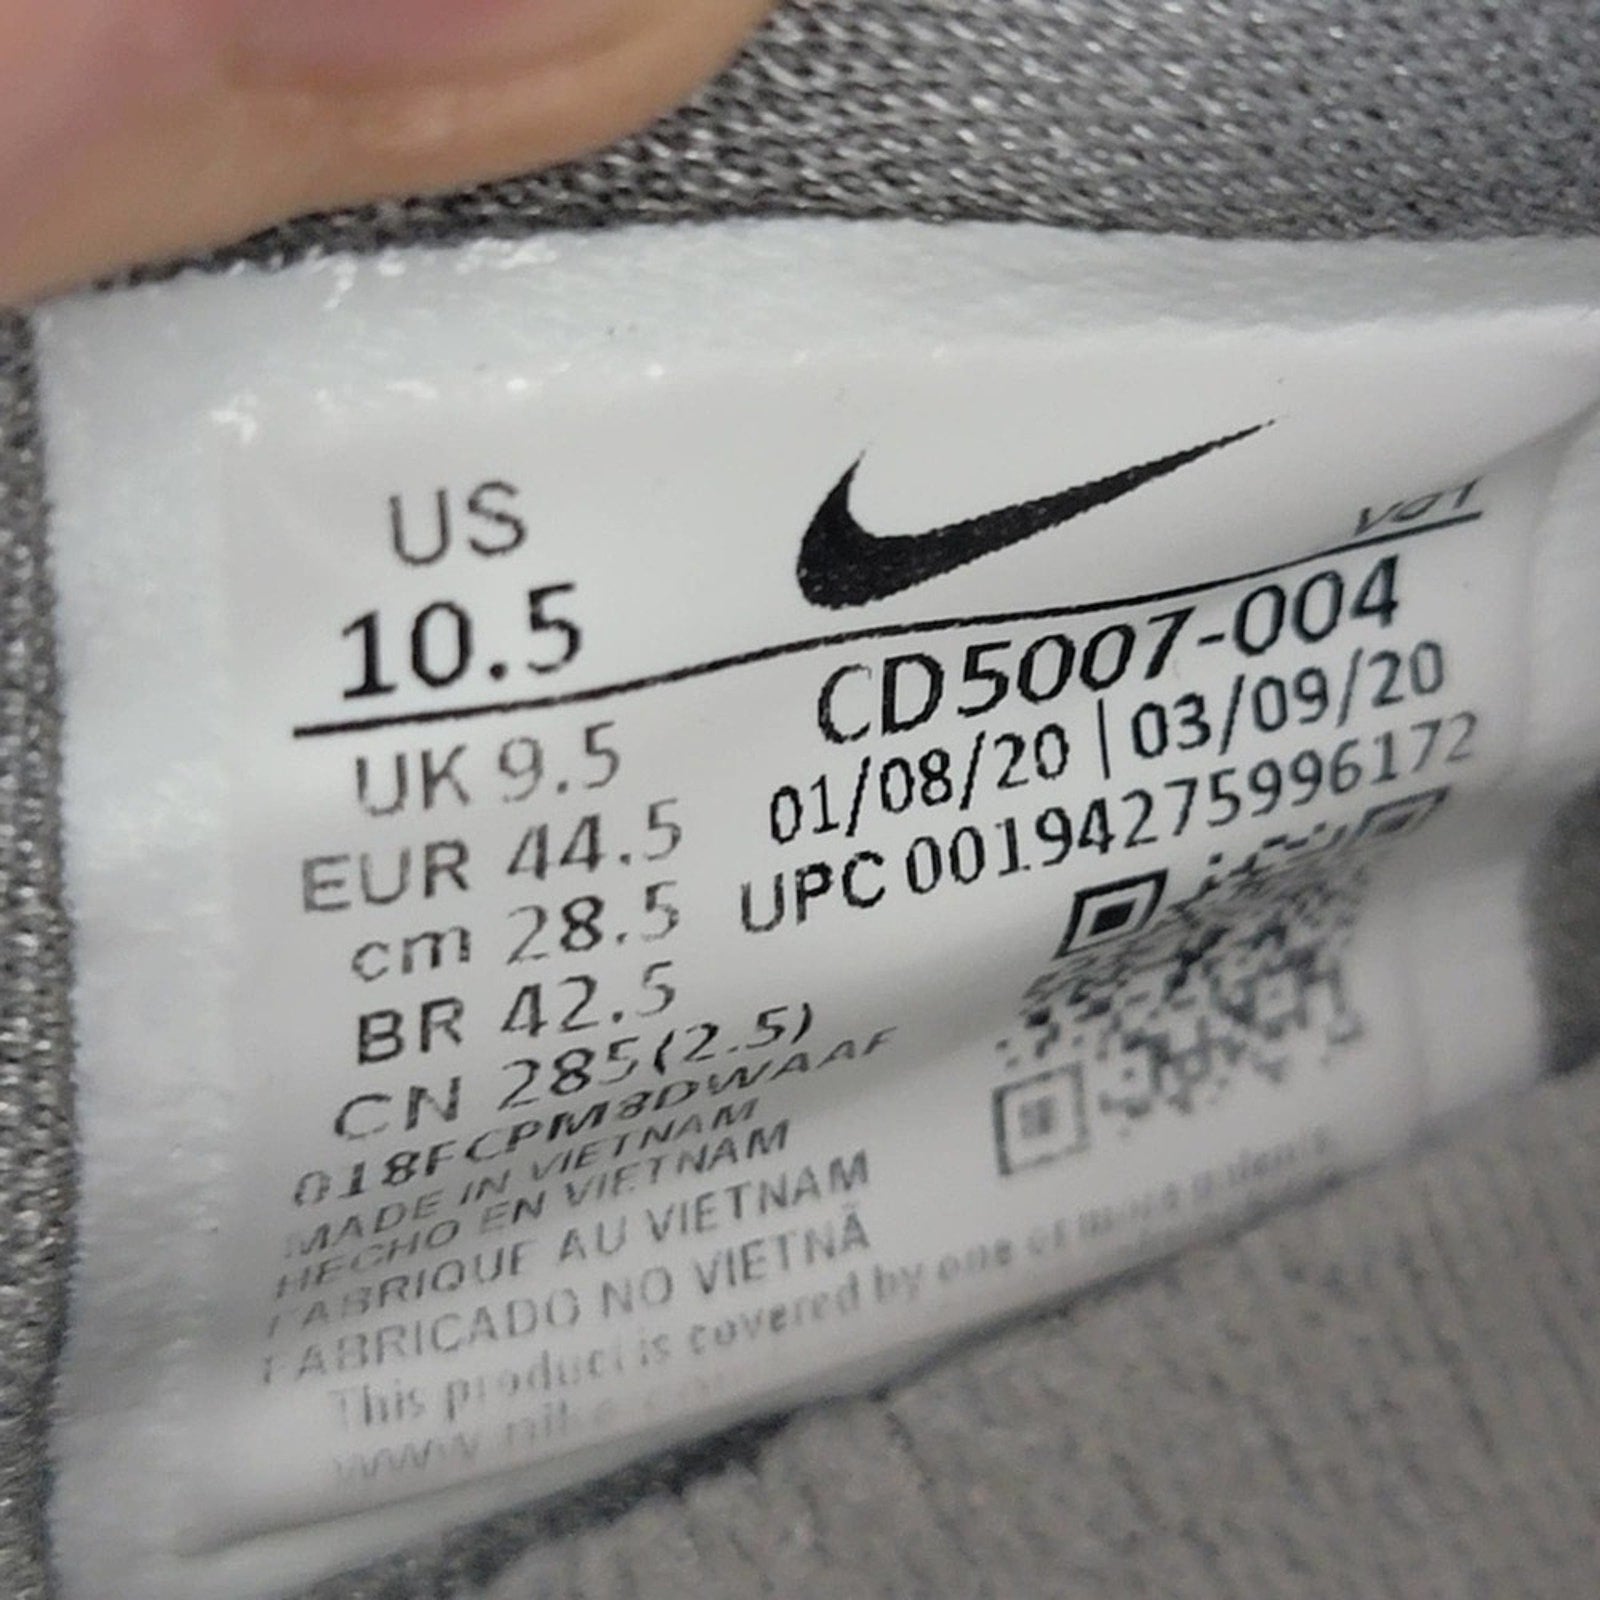 US
10.5
UK 9.5
EUR 44.5
cm 28.5
BR 42.5
CN 285(2.5)
CD5007-004
01/08/20 | 03/09/20
UPC 00194275996172
018FCPM8DWAAF
MADE IN VIETNAM
HECHO EN VIETNAM
FABRIQUE AU VIETNAM
FABRICADO NO VIETNÃ
This product is covered by one or more